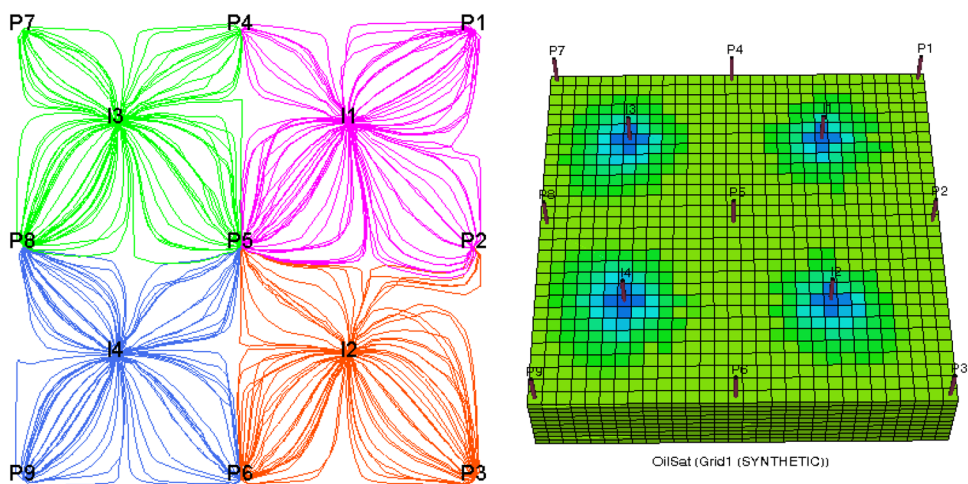 P7 P4 P1
I3 I1
P8 P5 P2
I4 I2
P9 P6 P3
P7 P4 P1
I3 I1
P8 P5 P2
I4 I2
P9 P6 P3
OilSat (Grid1 (SYNTHETIC))